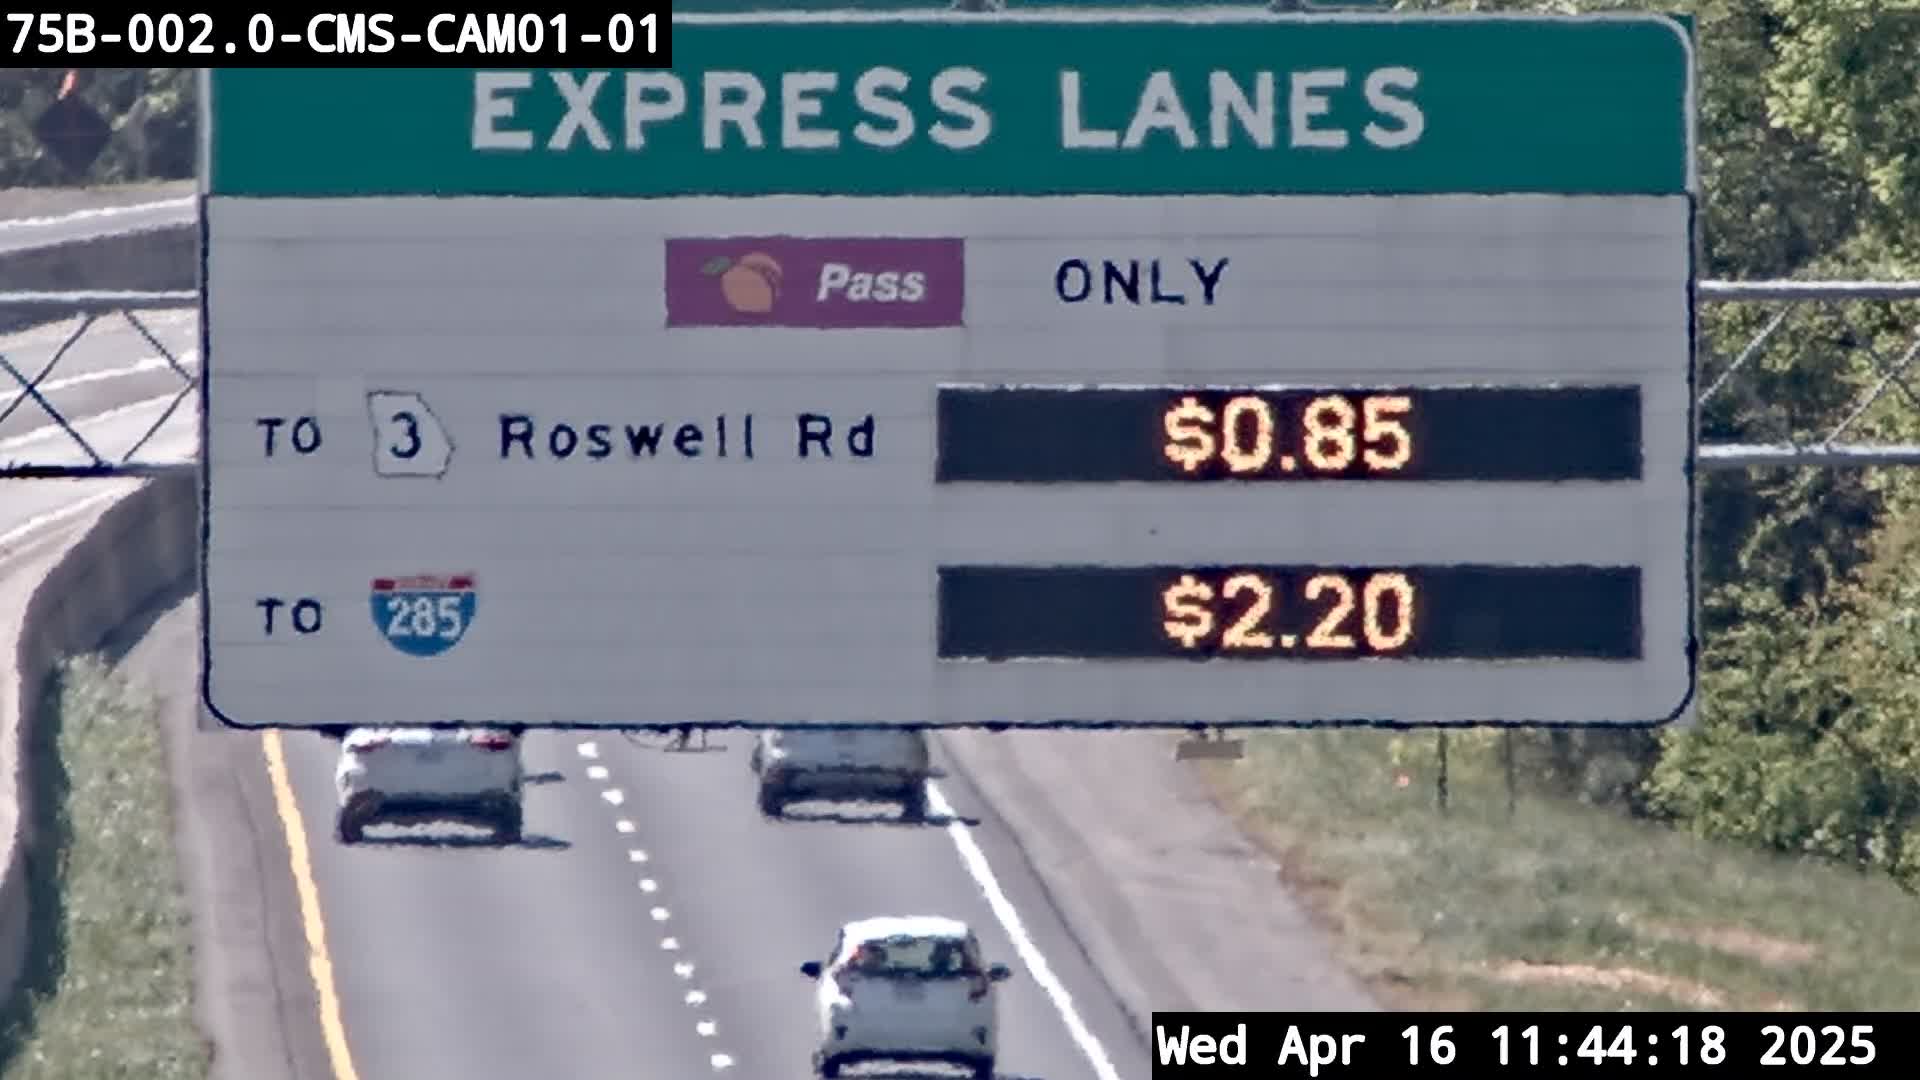 75B-002.0-CMS-CAM01-01
EXPRESS LANES
Pass ONLY
TO 3 Roswell Rd $0.85
TO 285 $2.20
Wed Apr 16 11:44:18 2025